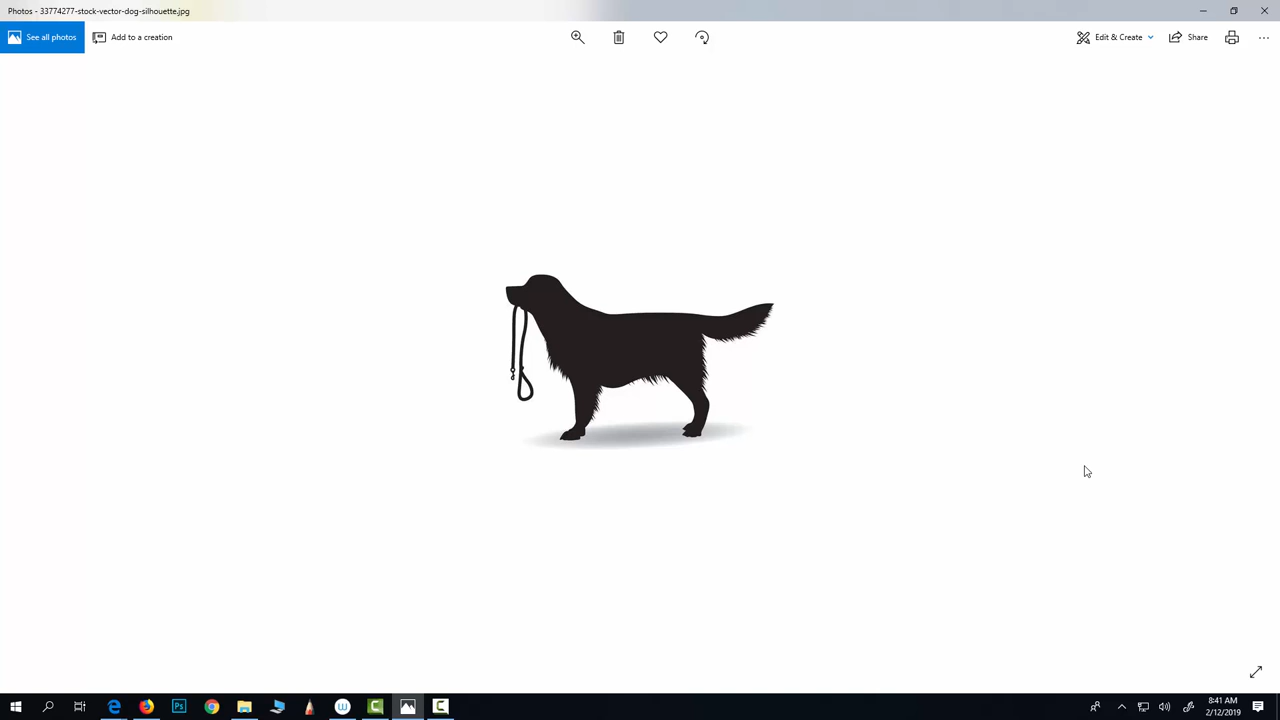 Photos - 33774277-stock-vector-dog-silhouette.jpg
See all photos
Add to a creation
Edit & Create
Share
Ps
W
C
C
8:41 AM
2/12/2019